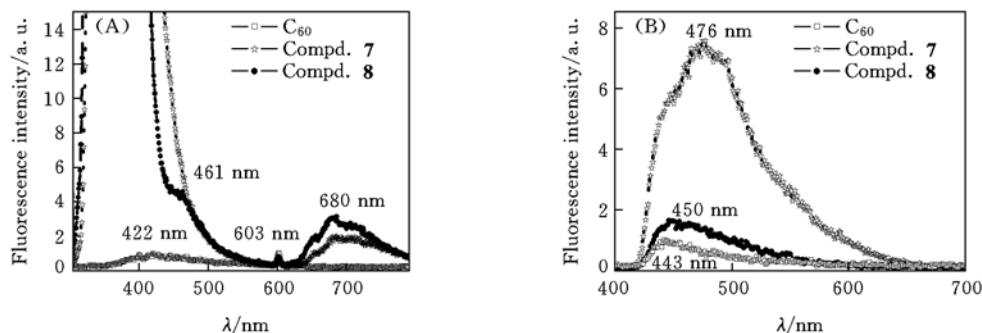 (A)
C60
Compd. 7
Compd. 8
Fluorescence intensity/a. u.
14
12
10
8
6
4
2
0
461 nm
680 nm
422 nm
603 nm
400 500 600 700
λ/nm
(B)
476 nm
C60
Compd. 7
Compd. 8
Fluorescence intensity/a. u.
8
6
4
2
0
450 nm
443 nm
400 500 600 700
λ/nm